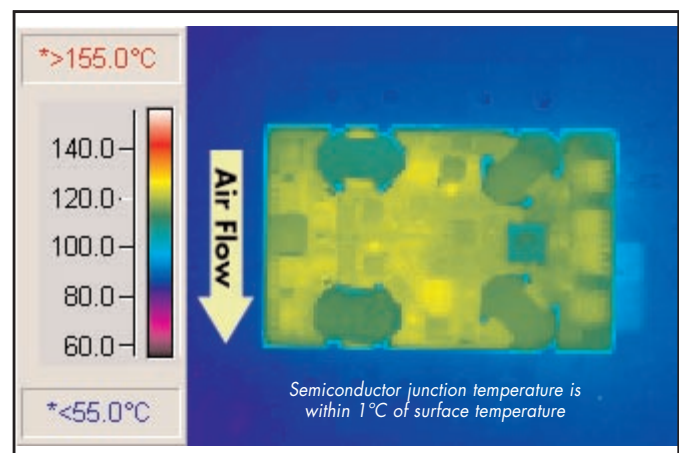 *>155.0°C
140.0
120.0
100.0
80.0
60.0
*<55.0°C
Air Flow
Semiconductor junction temperature is
within 1°C of surface temperature